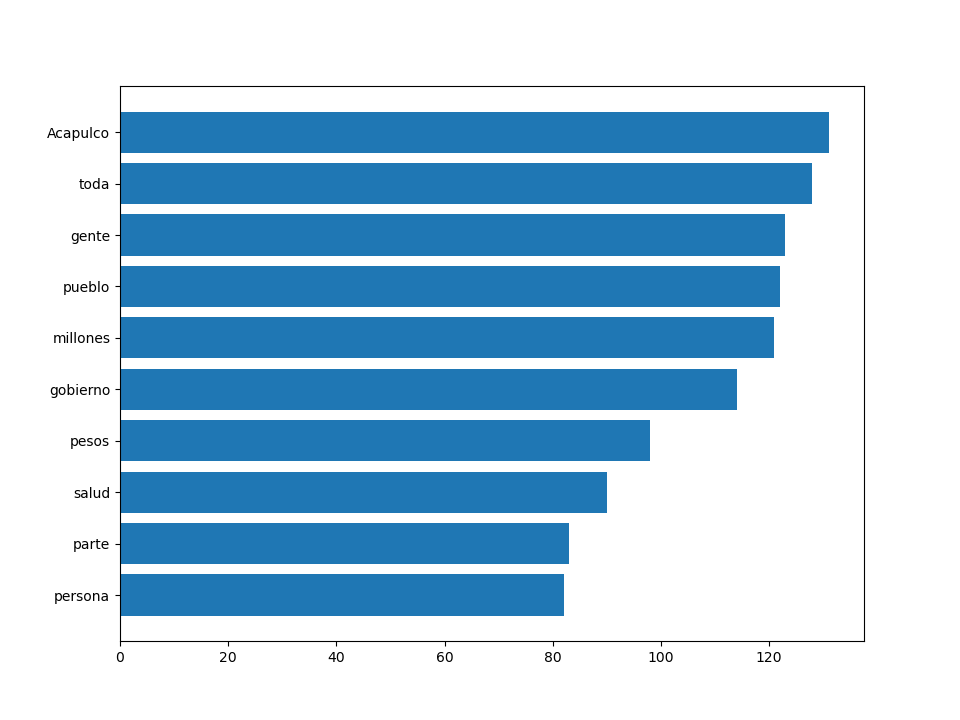 Acapulco
toda
gente
pueblo
millones
gobierno
pesos
salud
parte
persona
0 20 40 60 80 100 120